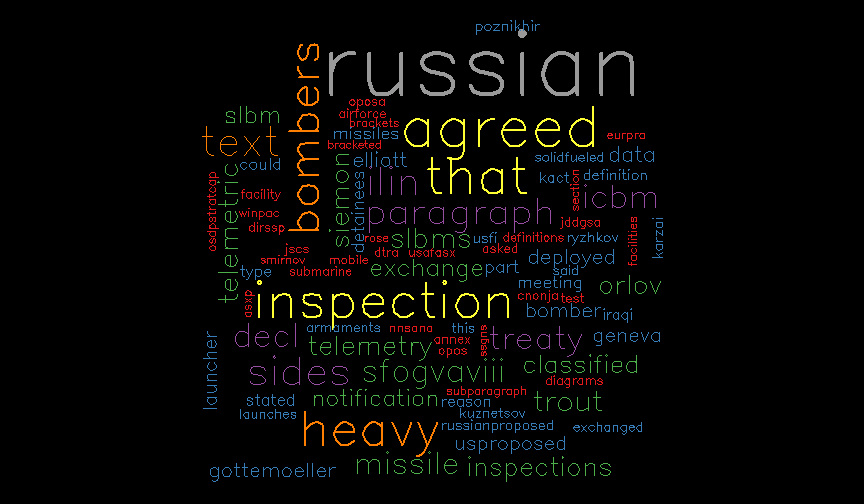 poznikhir
russian
bombers
oposa
airforce
brackets
slbm
text
missiles
agreed
eurpra
bracketed
could
elliott
that
solidfueled
data
siemon
detainees
ilin
kact
section
definition
icbm
telemetric
osdpstratcap
facility
winpac
dirssp
paragraph
jddgsa
facilities
karzai
rose
slbms
usfi
definitions
ryzhkov
jscs
smirnov
mobile
dtra
usafasx
asked
deployed
type
submarine
exchange
part
said
meeting
orlov
asxp
inspection
cnonja
test
bomber
iraqi
launcher
decl
armaments
nnsana
this
telemetry
annex
opos
ssgns
treaty
geneva
sides
sfogvaviii
classified
diagrams
stated
notification
subparagraph
reason
trout
launches
kuznetsov
heavy
russianproposed
exchanged
usproposed
gottemoeller
missile
inspections